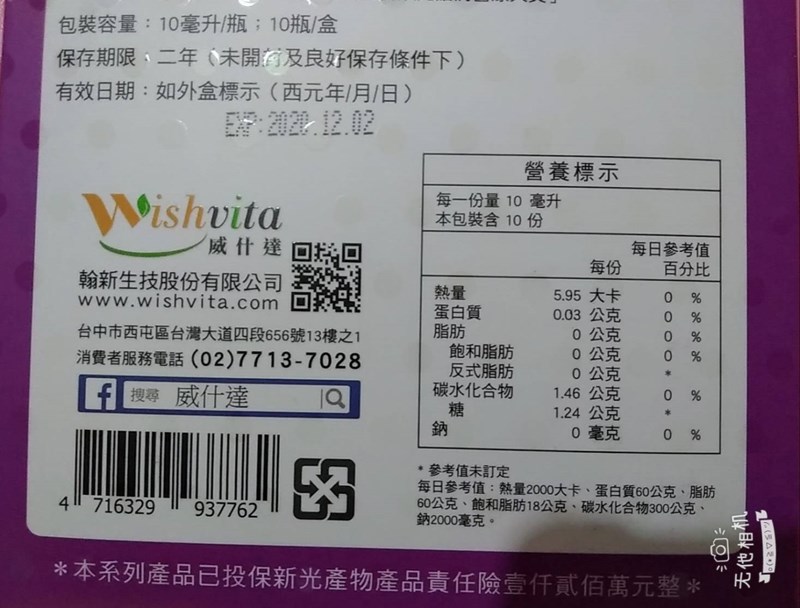 包裝容量：10毫升/瓶；10瓶/盒
保存期限：二年（未開封及良好保存條件下）
有效日期：如外盒標示（西元年/月/日）
EXP:2020.12.02
Wishvita
威什達
翰新生技股份有限公司
www.wishvita.com
台中市西屯區台灣大道四段656號13樓之1
消費者服務電話 (02)7713-7028
f 搜尋 威什達
4 716329 937762
營養標示
每一份量 10 毫升
本包裝含 10 份
每份 每日參考值百分比
熱量 5.95 大卡 0 %
蛋白質 0.03 公克 0 %
脂肪 0 公克 0 %
飽和脂肪 0 公克 0 %
反式脂肪 0 公克 *
碳水化合物 1.46 公克 0 %
糖 1.24 公克 *
鈉 0 毫克 0 %
* 參考值未訂定
每日參考值：熱量2000大卡、蛋白質60公克、脂肪
60公克、飽和脂肪18公克、碳水化合物300公克、
鈉2000毫克。
＊本系列產品已投保新光產物產品責任險壹仟貳佰萬元整＊
无他相机